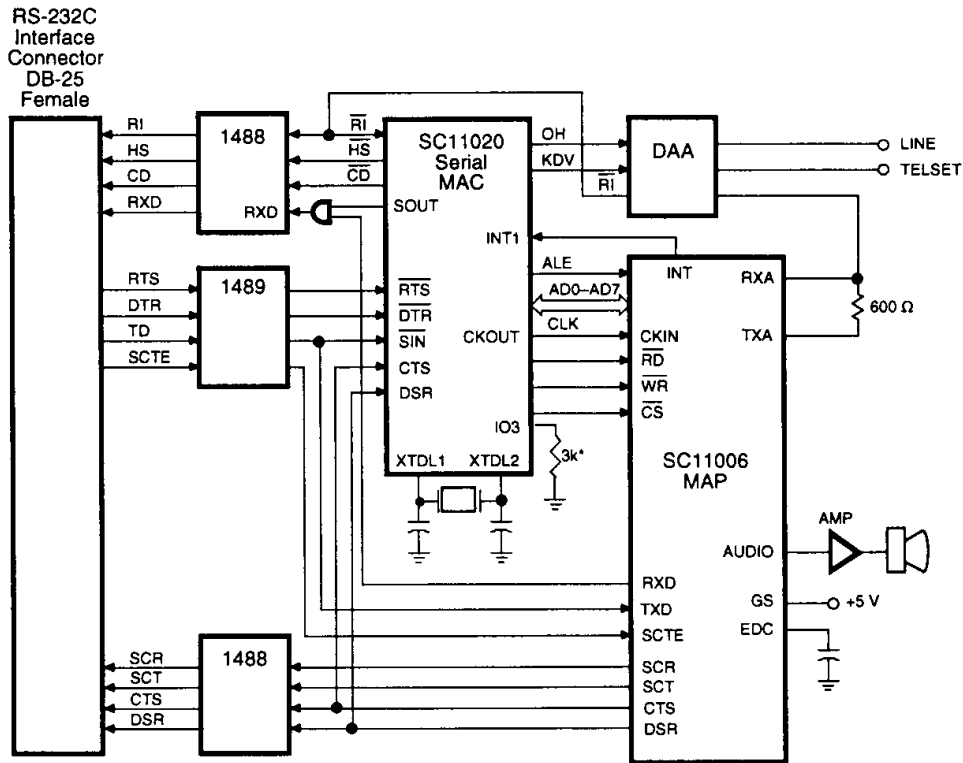 RS-232C
Interface
Connector
DB-25
Female
RI
HS
CD
RXD
1488
RXD
RI
HS
CD
SOUT
SC11020
Serial
MAC
OH
KDV
RI
DAA
LINE
TELSET
INT1
INT
RXA
600 Ω
TXA
ALE
AD0–AD7
CLK
CKOUT
CKIN
RD
WR
CS
RTS
DTR
TD
SCTE
1489
RTS
DTR
SIN
CTS
DSR
IO3
3k*
XTDL1
XTDL2
SC11006
MAP
AMP
AUDIO
GS
+5 V
EDC
RXD
TXD
SCTE
SCR
SCT
CTS
DSR
1488
SCR
SCT
CTS
DSR